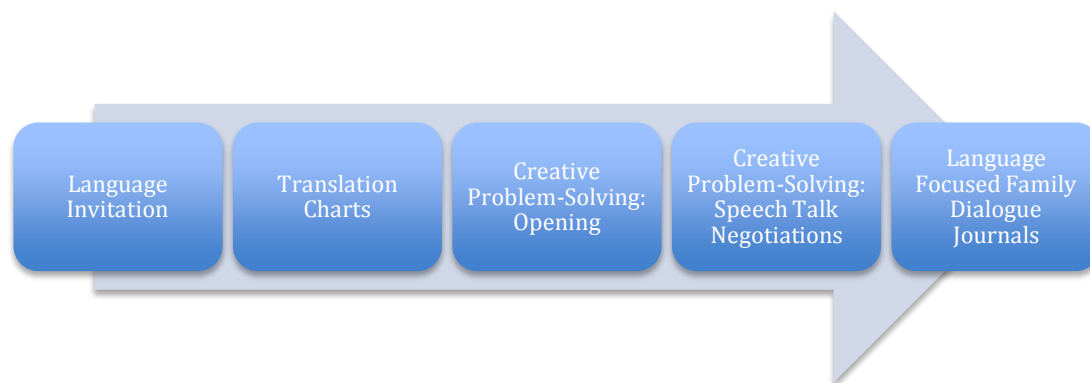 Language
Invitation
Translation
Charts
Creative
Problem-Solving:
Opening
Creative
Problem-Solving:
Speech Talk
Negotiations
Language
Focused Family
Dialogue
Journals